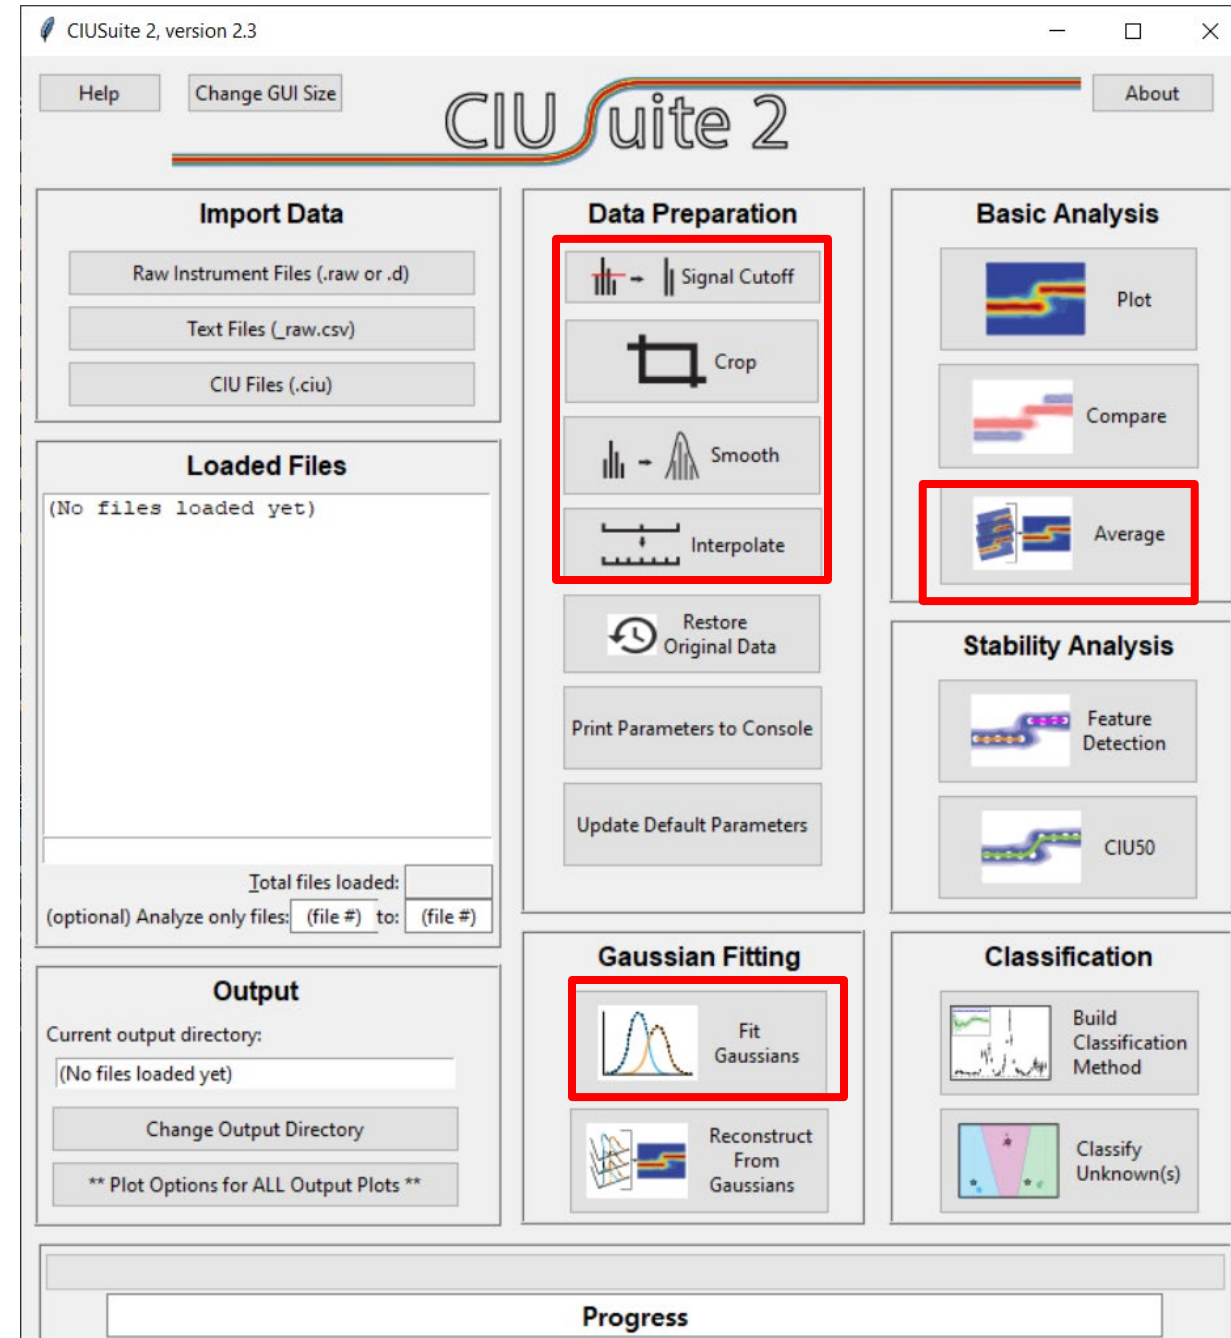 CIUSuite 2, version 2.3
Help
Change GUI Size
CIUSuite 2
About
Import Data
Raw Instrument Files (.raw or .d)
Text Files (_raw.csv)
CIU Files (.ciu)
Loaded Files
(No files loaded yet)
Total files loaded:
(optional) Analyze only files: (file #) to: (file #)
Output
Current output directory:
(No files loaded yet)
Change Output Directory
** Plot Options for ALL Output Plots **
Data Preparation
Signal Cutoff
Crop
Smooth
Interpolate
Restore
Original Data
Print Parameters to Console
Update Default Parameters
Gaussian Fitting
Fit
Gaussians
Reconstruct
From
Gaussians
Basic Analysis
Plot
Compare
Average
Stability Analysis
Feature
Detection
CIU50
Classification
Build
Classification
Method
Classify
Unknown(s)
Progress